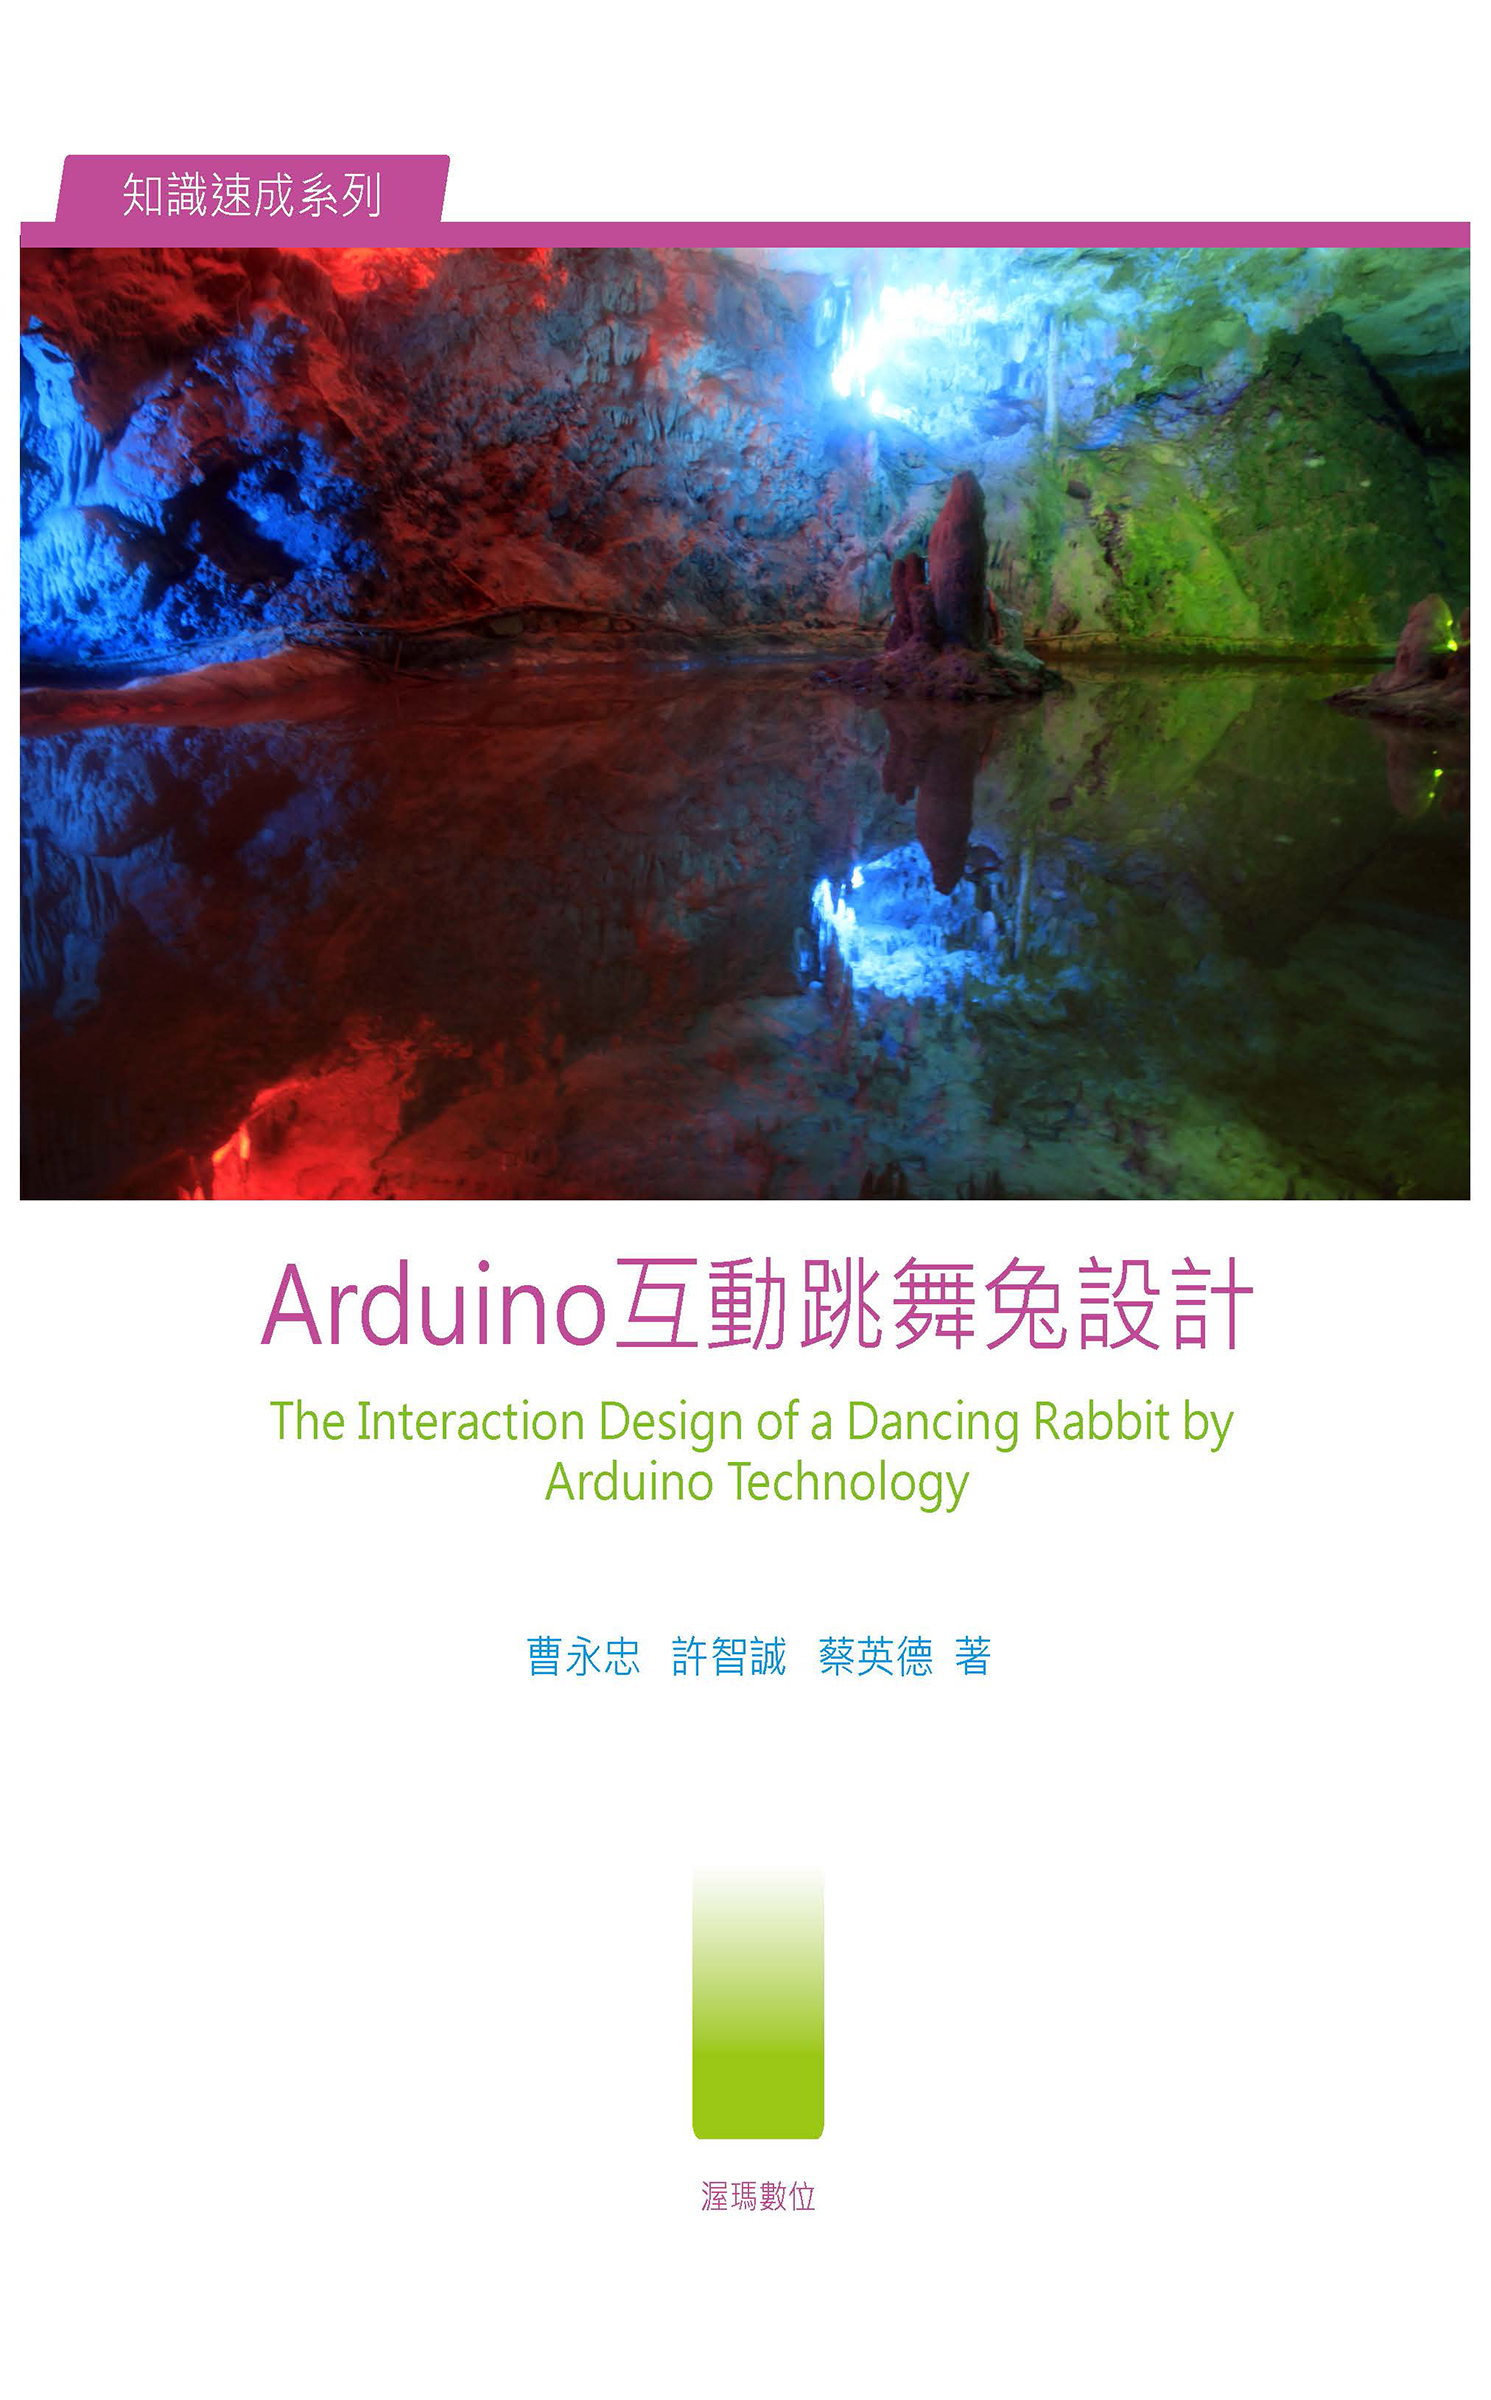 知識速成系列
Arduino互動跳舞兔設計
The Interaction Design of a Dancing Rabbit by
Arduino Technology
曹永忠 許智誠 蔡英德 著
渥瑪數位